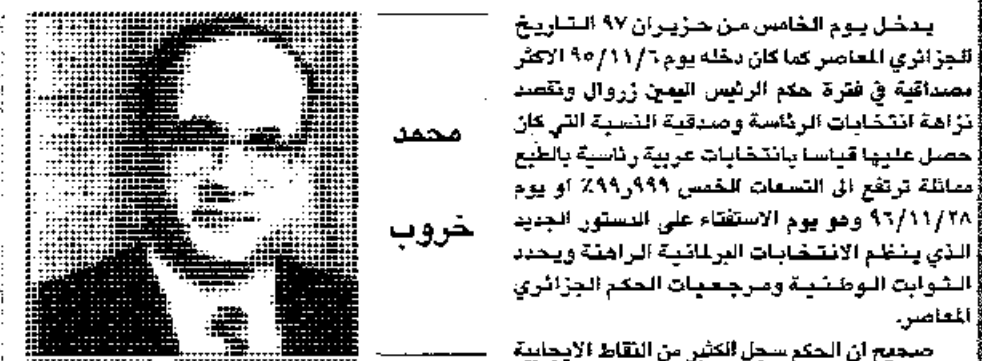 محمد
خروب
يدخل يوم الخامس من حزيران ٩٧ التاريخ
الجزائري المعاصر كما كان دخله يوم ٩٥/١١/٦ الاكثر
مصداقية في فترة حكم الرئيس اليمين زروال ونقصد
نزاهة انتخابات الرئاسة وصدقية النسبة التي كان
حصل عليها قياسا بانتخابات عربية رئاسية بالطبع
مماثلة ترتفع الى التسعات الخمس ٩٩٩ر٩٩٪ او يوم
٩٦/١١/٢٨ وهو يوم الاستفتاء على الدستور الجديد
الذي ينظم الانتخابات البرلمانية الراهنة ويحدد
الثوابت الوطنية ومرجعيات الحكم الجزائري
المعاصر.
صحيح ان الحكم سجل الكثير من النقاط الايجابية